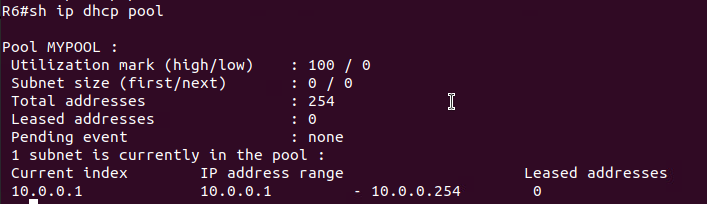 R6#sh ip dhcp pool
Pool MYPOOL :
Utilization mark (high/low)    : 100 / 0
Subnet size (first/next)       : 0 / 0
Total addresses                : 254
Leased addresses               : 0
Pending event                  : none
1 subnet is currently in the pool :
Current index        IP address range                    Leased addresses
10.0.0.1             10.0.0.1         - 10.0.0.254        0